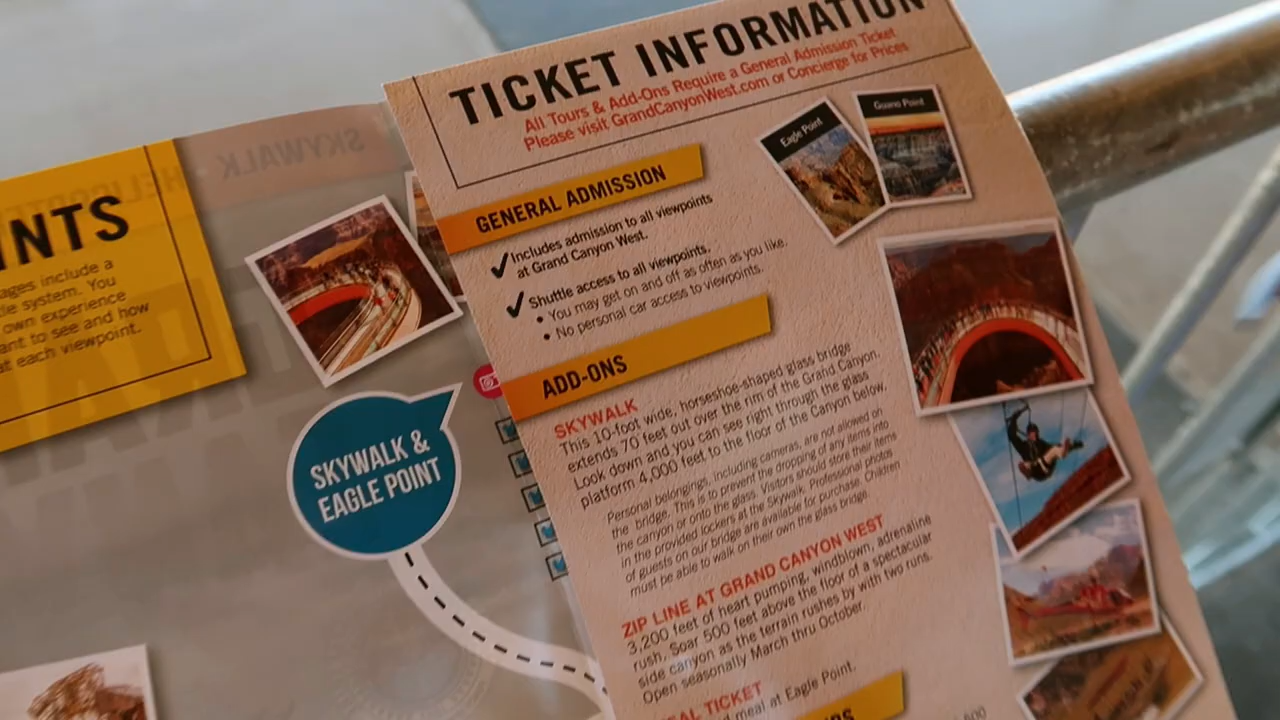 TICKET INFORMATION
All Tours & Add-Ons Require a General Admission Ticket
Please visit GrandCanyonWest.com or Concierge for Prices
Eagle Point
Guano Point
GENERAL ADMISSION
Includes admission to all viewpoints
at Grand Canyon West.
Shuttle access to all viewpoints.
• You may get on and off as often as you like.
• No personal car access to viewpoints.
ADD-ONS
SKYWALK
This 10-foot wide, horseshoe-shaped glass bridge
extends 70 feet out over the rim of the Grand Canyon.
Look down and you can see right through the glass
platform 4,000 feet to the floor of the Canyon below.
Personal belongings, including cameras, are not allowed on
the bridge. This is to prevent the dropping of any items into
the canyon or onto the glass. Visitors should store their items
in the provided lockers at the Skywalk. Professional photos
of guests on our bridge are available for purchase. Children
must be able to walk on their own the glass bridge.
ZIP LINE AT GRAND CANYON WEST
3,200 feet of heart pumping, windblown, adrenaline
rush. Soar 500 feet above the floor of a spectacular
side canyon as the terrain rushes by with two runs.
Open seasonally March thru October.
TICKET
meal at Eagle Point.
SKYWALK &
EAGLE POINT
SKYWALK
include a
system. You
own experience
to see and how
at each viewpoint.